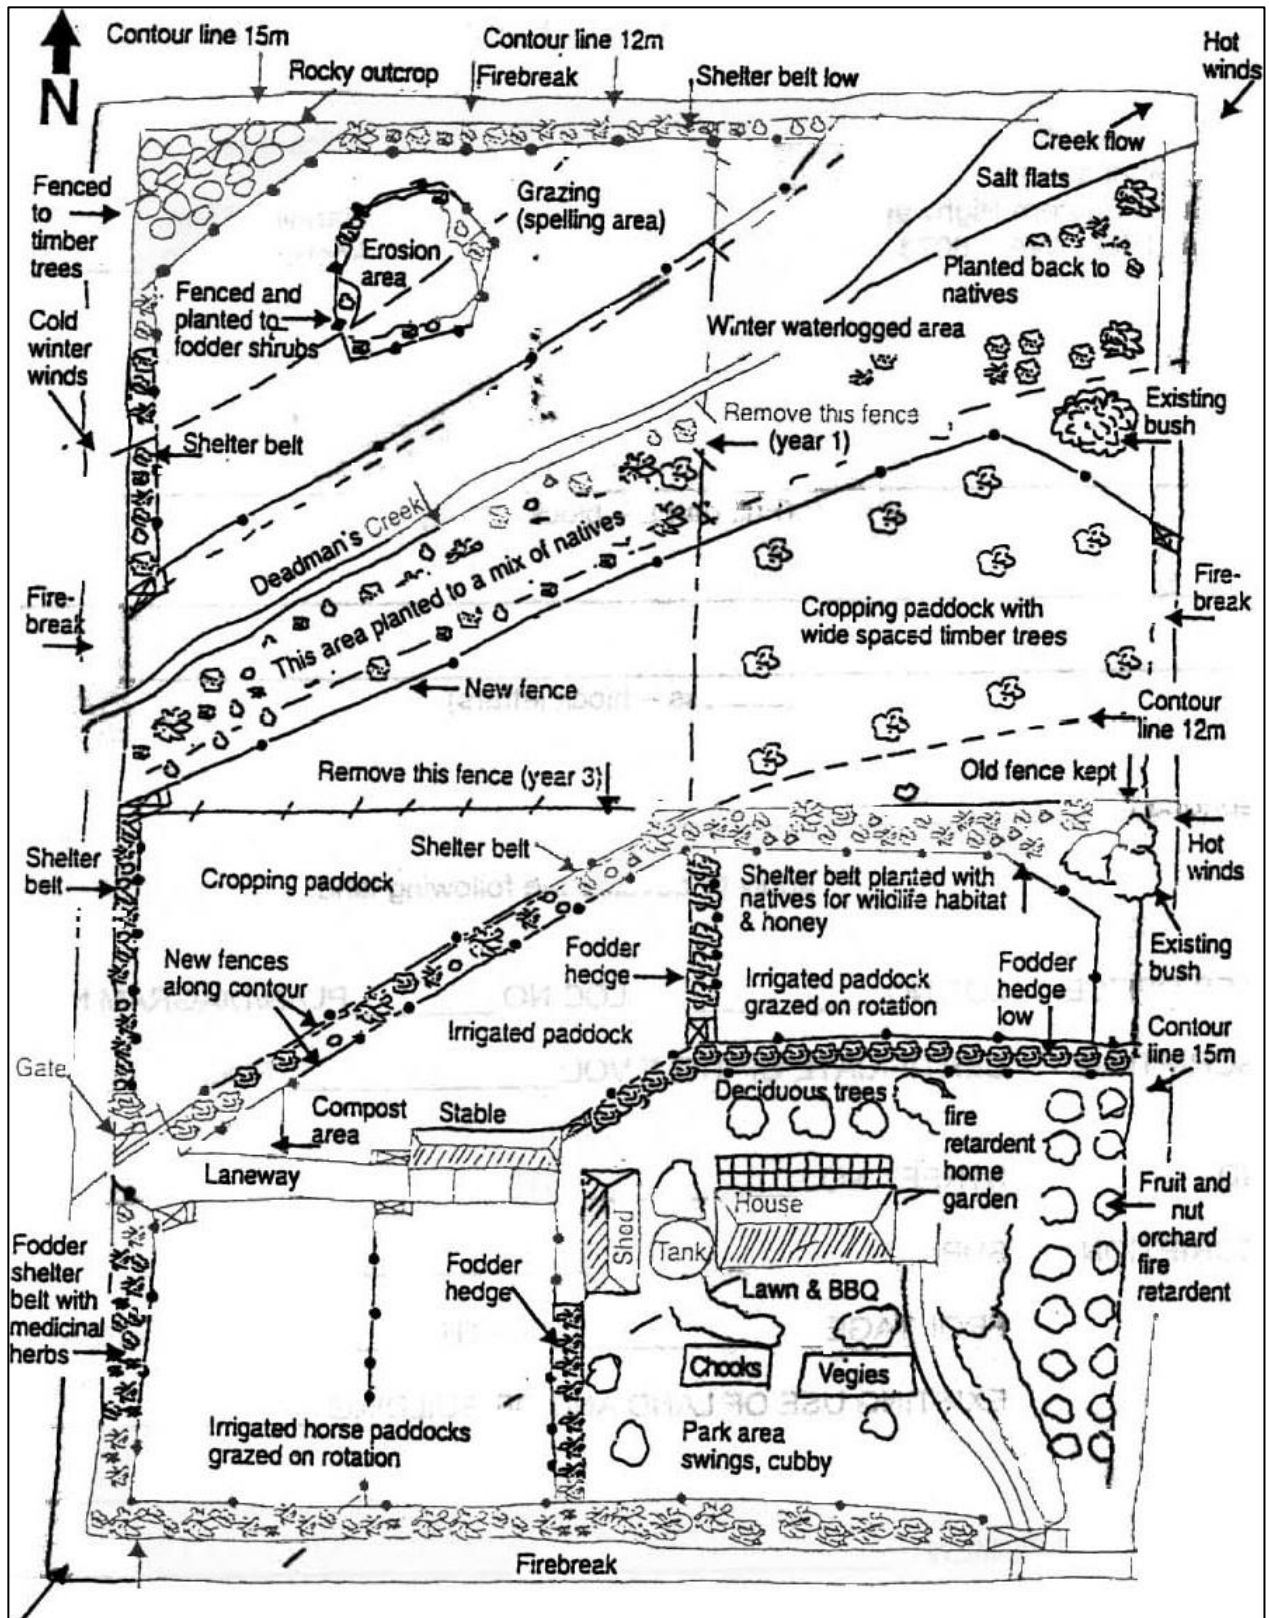 Contour line 15m
Contour line 12m
Hot
winds
N
Rocky outcrop
Firebreak
Shelter belt low
Creek flow
Salt flats
Fenced
to
timber
trees
Grazing
(spelling area)
Erosion
area
Planted back to
natives
Fenced and
planted to
fodder shrubs
Cold
winter
winds
Winter waterlogged area
Existing
bush
Remove this fence
(year 1)
Shelter belt
Deadman's Creek
This area planted to a mix of natives
Fire-
break
Fire-
break
Cropping paddock with
wide spaced timber trees
New fence
Contour
line 12m
Remove this fence (year 3)
Old fence kept
Shelter belt
Shelter
belt
Cropping paddock
Hot
winds
Shelter belt planted with
natives for wildlife habitat
& honey
New fences
along contour
Fodder
hedge
Irrigated paddock
grazed on rotation
Fodder
hedge
low
Existing
bush
Irrigated paddock
Contour
line 15m
Gate
Compost
area
Stable
Deciduous trees
fire
retardent
home
garden
Laneway
House
Fruit and
nut
orchard
fire
retardent
Shed
Tank
Fodder
shelter
belt with
medicinal
herbs
Fodder
hedge
Lawn & BBQ
Chooks
Vegies
Irrigated horse paddocks
grazed on rotation
Park area
swings, cubby
Firebreak